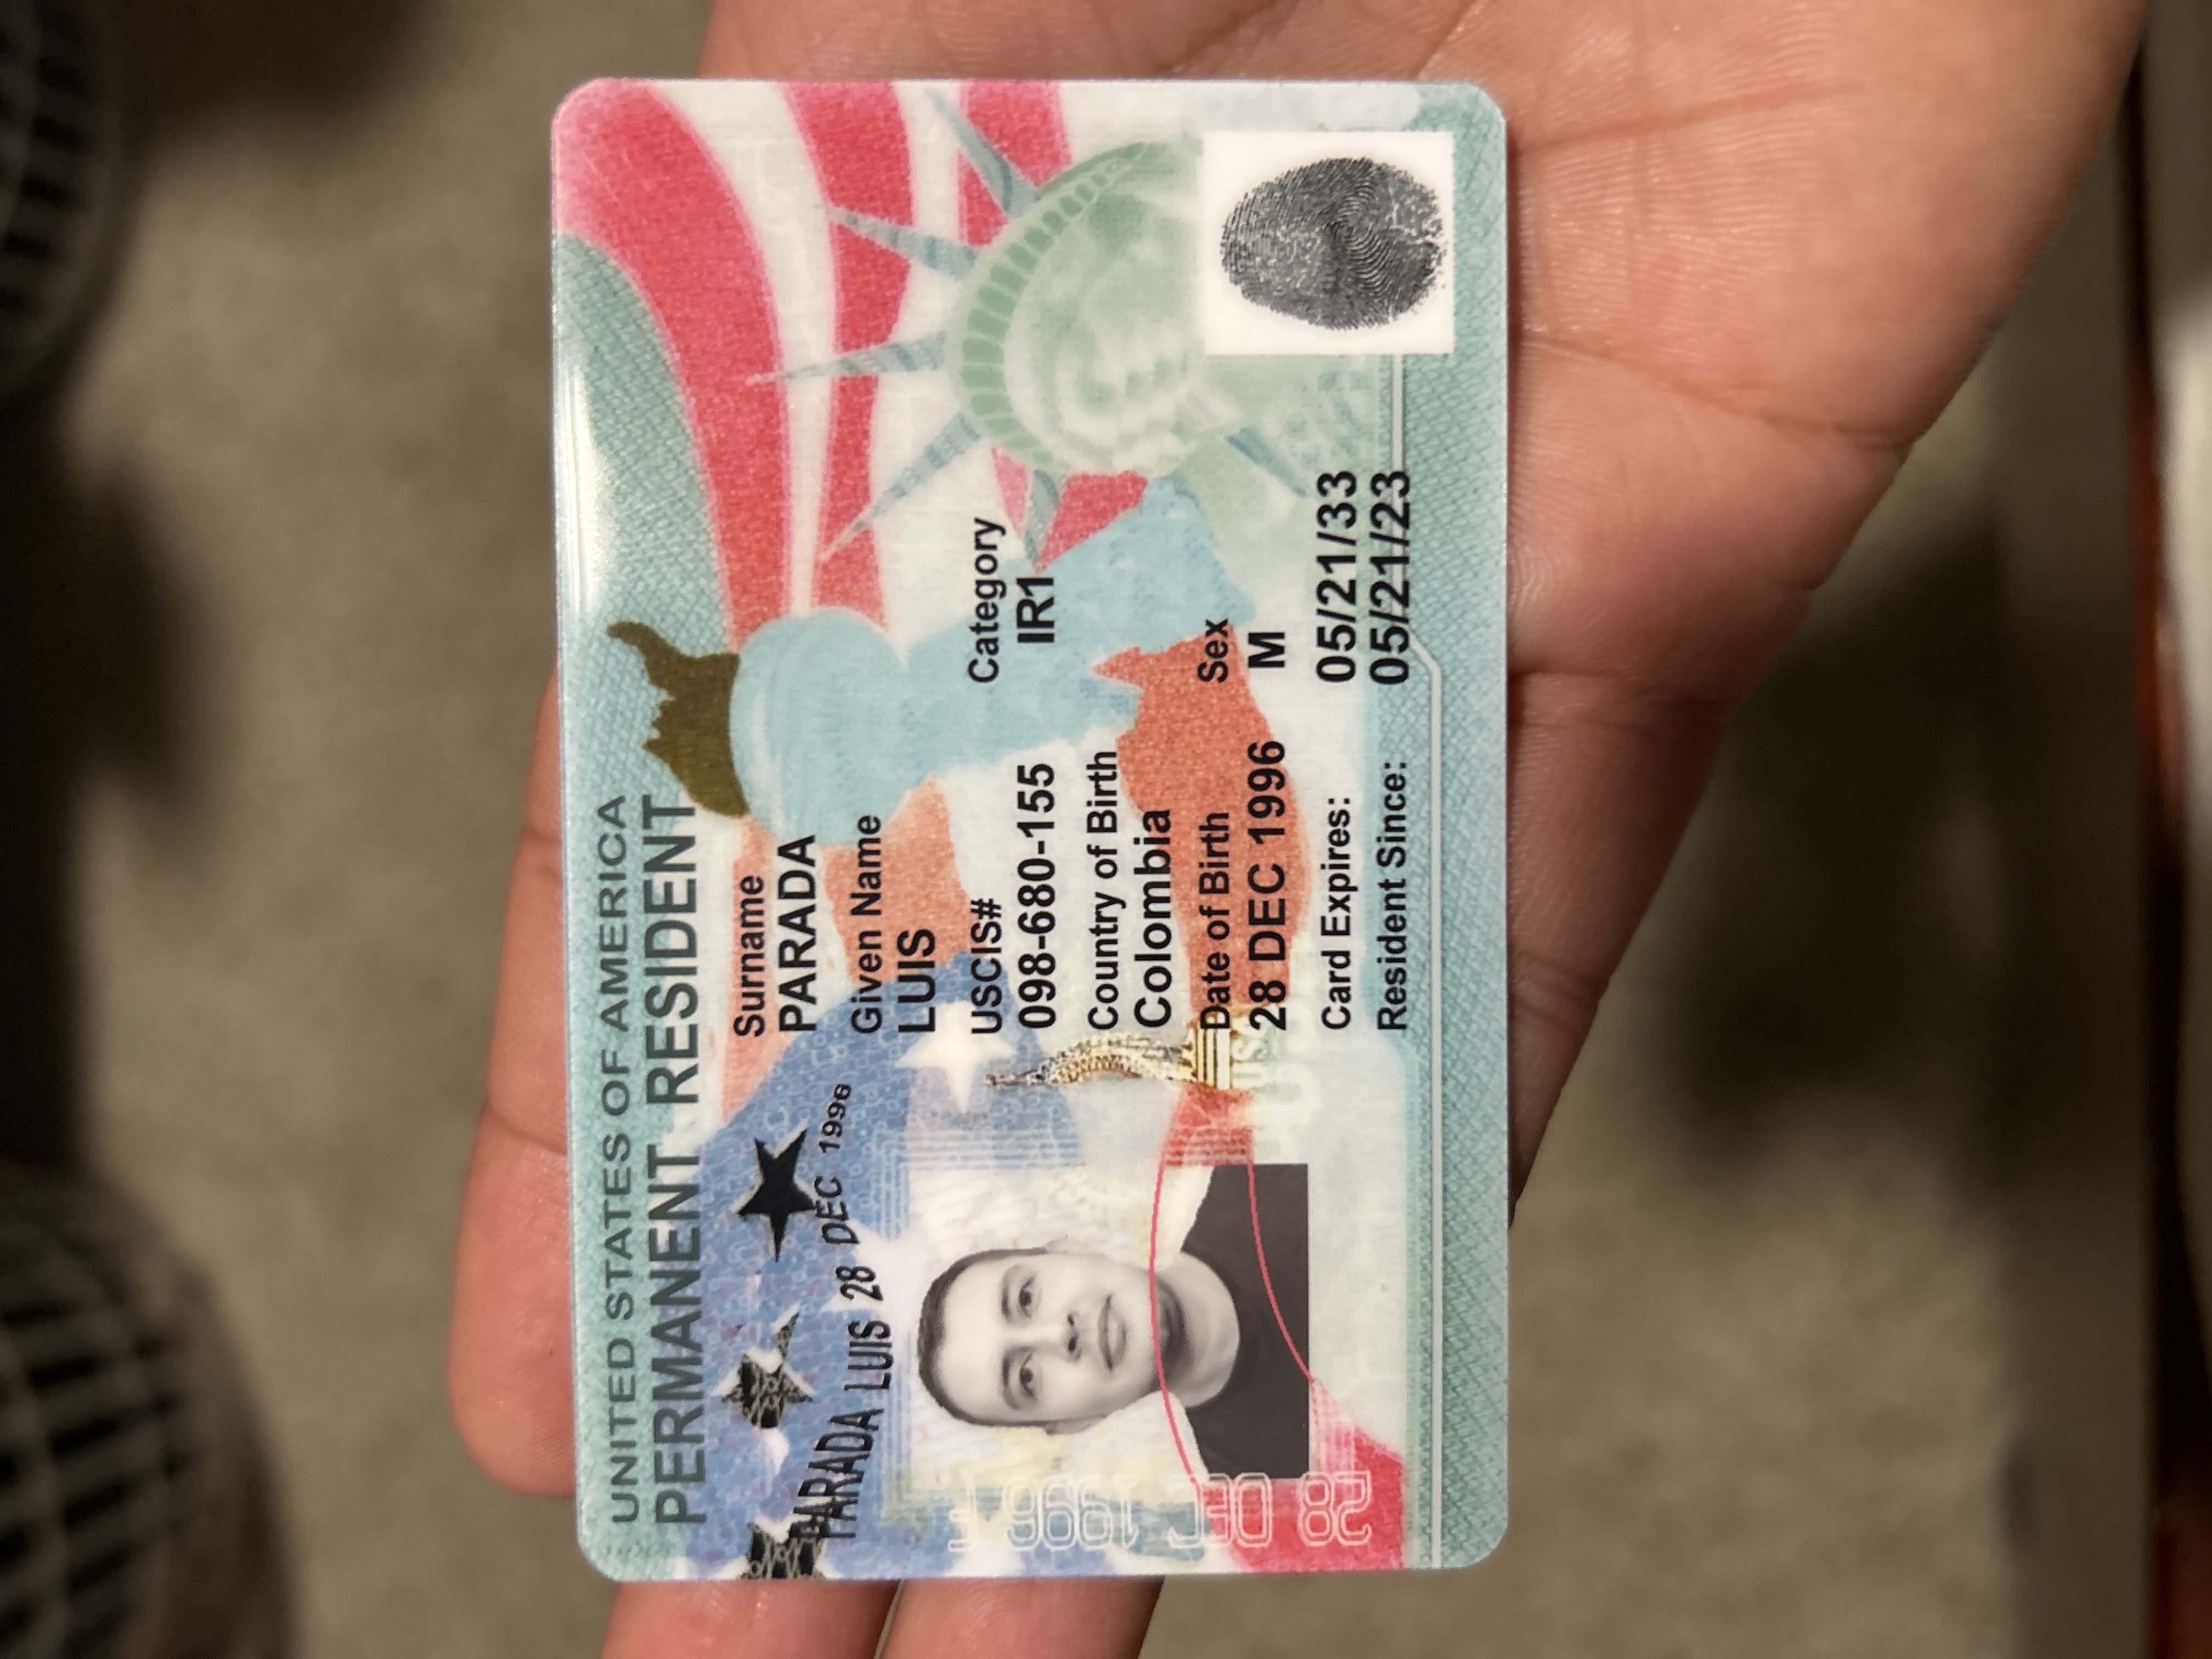 UNITED STATES OF AMERICA
PERMANENT RESIDENT
Surname
PARADA
Given Name
LUIS
USCIS# Category
098-680-155 IR1
Country of Birth
Colombia
Date of Birth Sex
28 DEC 1996 M
Card Expires: 05/21/33
Resident Since: 05/21/23
PARADA LUIS 28 DEC 1996
28 DEC 1996